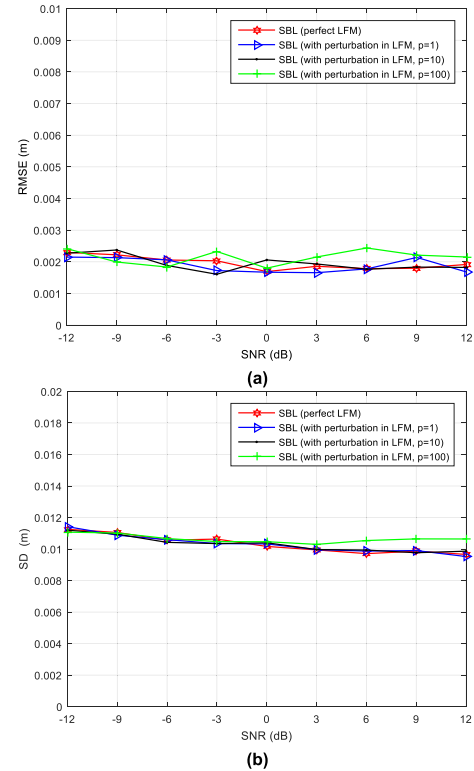 0.01
0.009
0.008
0.007
0.006
0.005
0.004
0.003
0.002
0.001
0
RMSE (m)
SBL (perfect LFM)
SBL (with perturbation in LFM, p=1)
SBL (with perturbation in LFM, p=10)
SBL (with perturbation in LFM, p=100)
-12 -9 -6 -3 0 3 6 9 12
SNR (dB)
(a)
0.02
0.018
0.016
0.014
0.012
0.01
0.008
0.006
0.004
0.002
0
SD (m)
SBL (perfect LFM)
SBL (with perturbation in LFM, p=1)
SBL (with perturbation in LFM, p=10)
SBL (with perturbation in LFM, p=100)
-12 -9 -6 -3 0 3 6 9 12
SNR (dB)
(b)